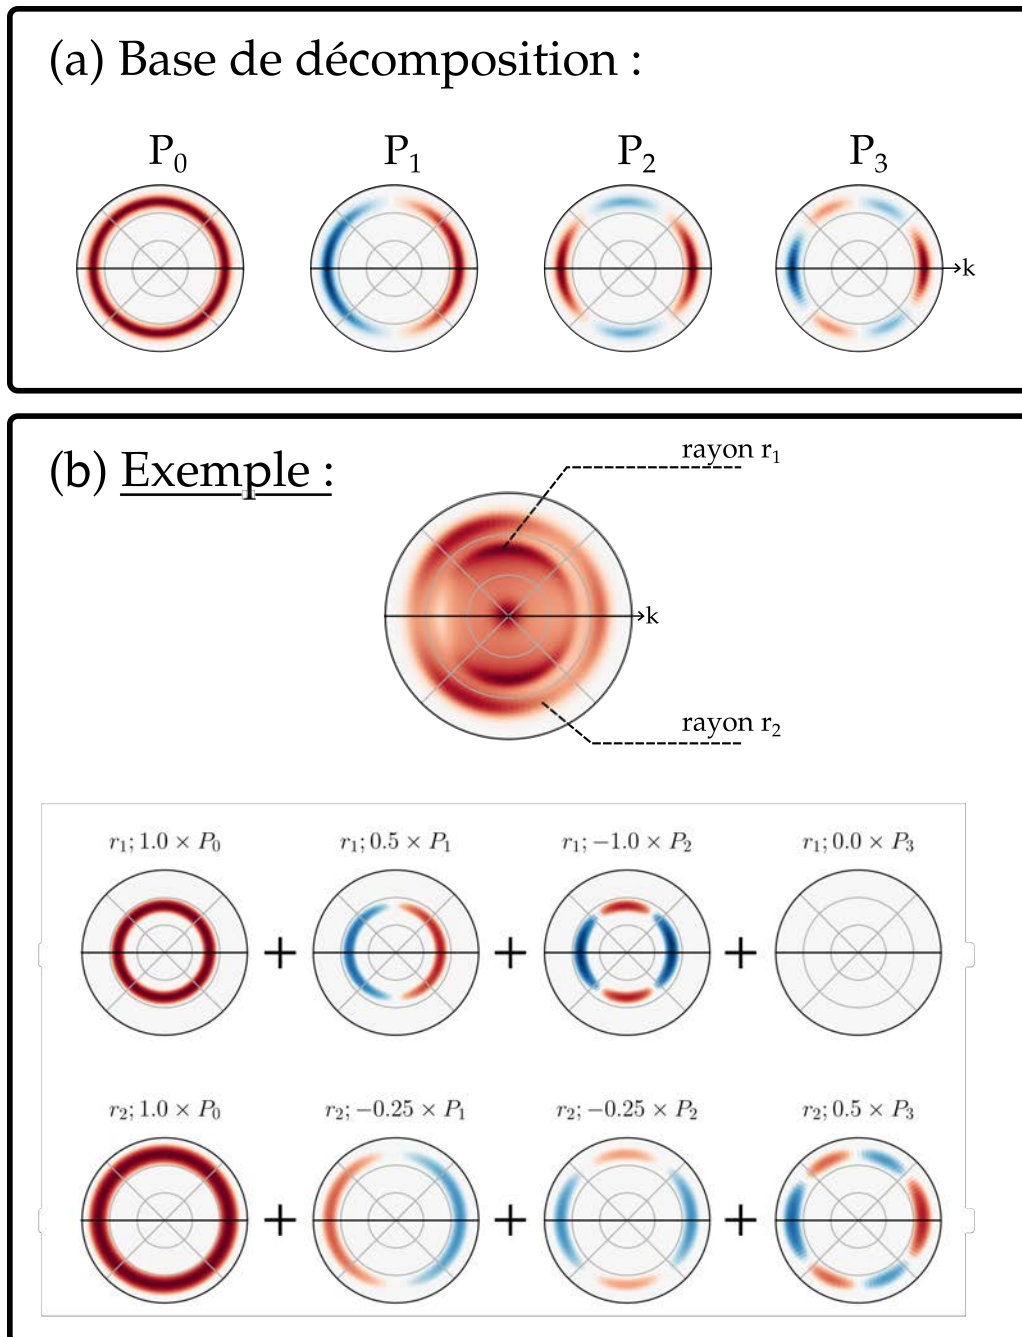 (a) Base de décomposition :
P₀ P₁ P₂ P₃
k
(b) Exemple :
rayon r₁
k
rayon r₂
r₁; 1.0 × P₀ r₁; 0.5 × P₁ r₁; −1.0 × P₂ r₁; 0.0 × P₃
+ + +
r₂; 1.0 × P₀ r₂; −0.25 × P₁ r₂; −0.25 × P₂ r₂; 0.5 × P₃
+ + +